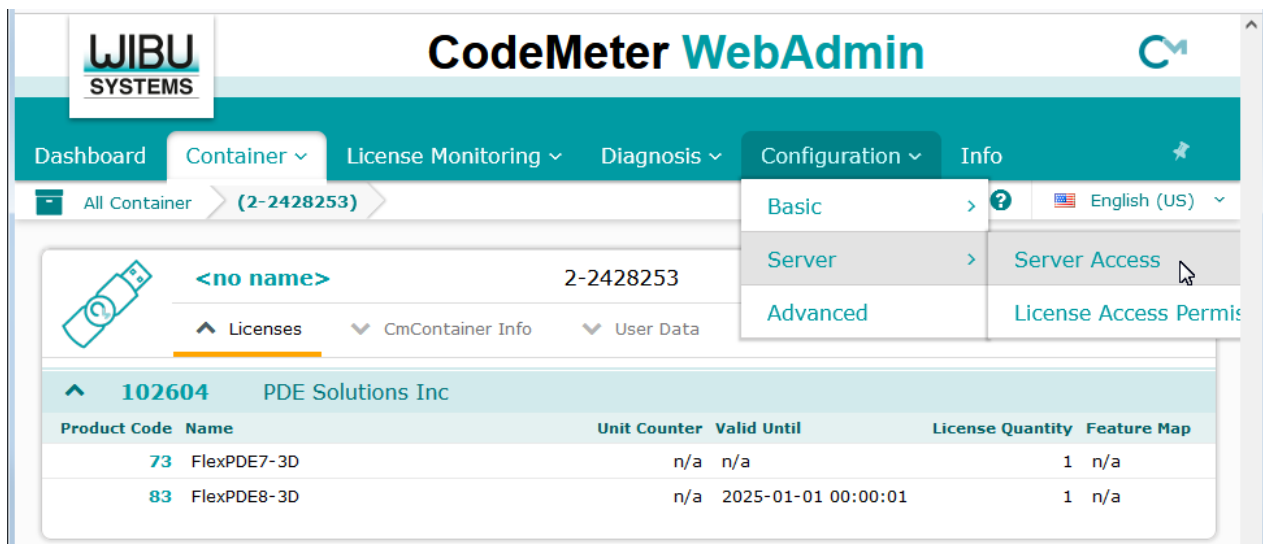 WIBU
SYSTEMS
CodeMeter WebAdmin
CM
Dashboard Container License Monitoring Diagnosis Configuration Info
All Container (2-2428253) English (US)
Basic
Server Server Access
Advanced License Access Permis
<no name> 2-2428253
Licenses CmContainer Info User Data
102604 PDE Solutions Inc
Product Code Name Unit Counter Valid Until License Quantity Feature Map
73 FlexPDE7-3D n/a n/a 1 n/a
83 FlexPDE8-3D n/a 2025-01-01 00:00:01 1 n/a